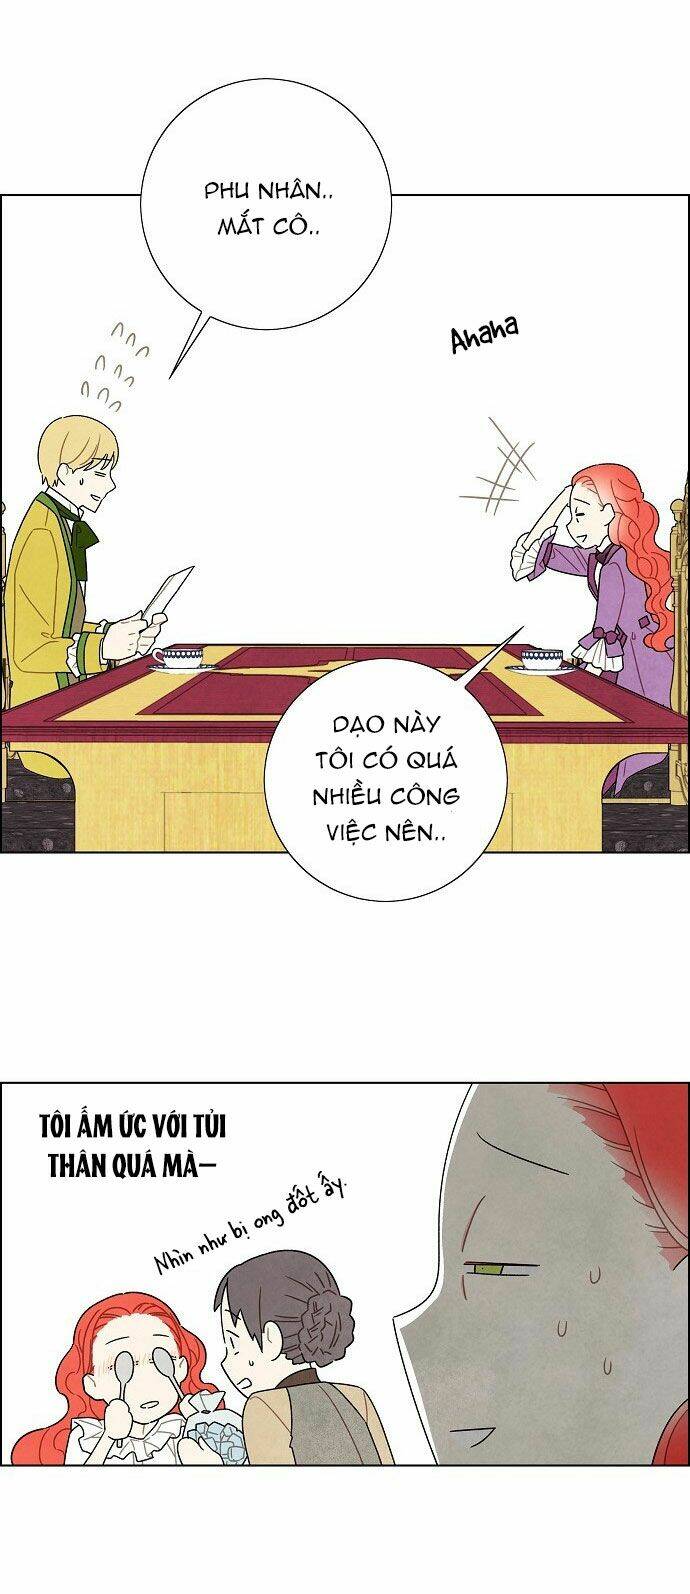 PHU NHÂN..
MẮT CÔ..
Ahaha
DẠO NÀY
TÔI CÓ QUÁ
NHIỀU CÔNG
VIỆC NÊN..
TÔI ẤM ỨC VỚI TỦI
THÂN QUÁ MÀ—
Nhìn như bị ong đốt ấy.